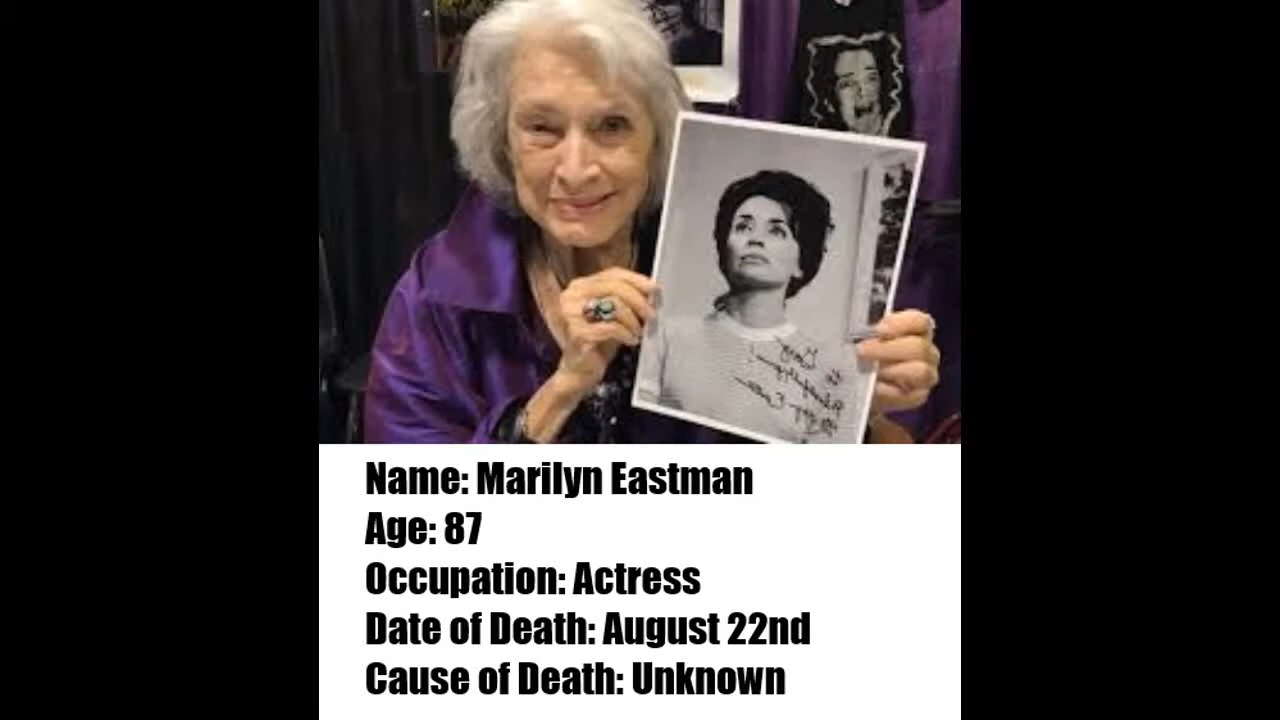 Name: Marilyn Eastman
Age: 87
Occupation: Actress
Date of Death: August 22nd
Cause of Death: Unknown